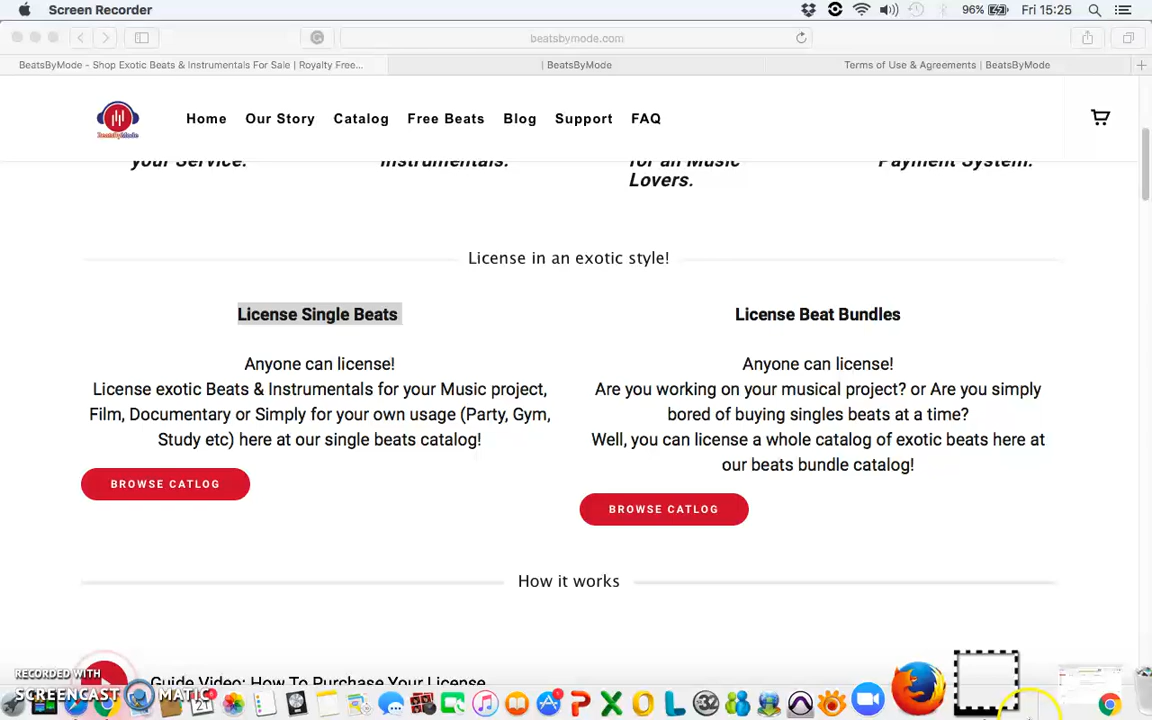 Screen Recorder
96%
Fri 15:25
beatsbymode.com
BeatsByMode - Shop Exotic Beats & Instrumentals For Sale | Royalty Free...
| BeatsByMode
Terms of Use & Agreements | BeatsByMode
BeatsByMode
Home
Our Story
Catalog
Free Beats
Blog
Support
FAQ
your Service.
Instrumentals.
for an Music
Payment System.
Lovers.
License in an exotic style!
License Single Beats
Anyone can license!
License exotic Beats & Instrumentals for your Music project,
Film, Documentary or Simply for your own usage (Party, Gym,
Study etc) here at our single beats catalog!
BROWSE CATLOG
License Beat Bundles
Anyone can license!
Are you working on your musical project? or Are you simply
bored of buying singles beats at a time?
Well, you can license a whole catalog of exotic beats here at
our beats bundle catalog!
BROWSE CATLOG
How it works
Guide Video: How To Purchase Your License
RECORDED WITH
SCREENCAST MATIC